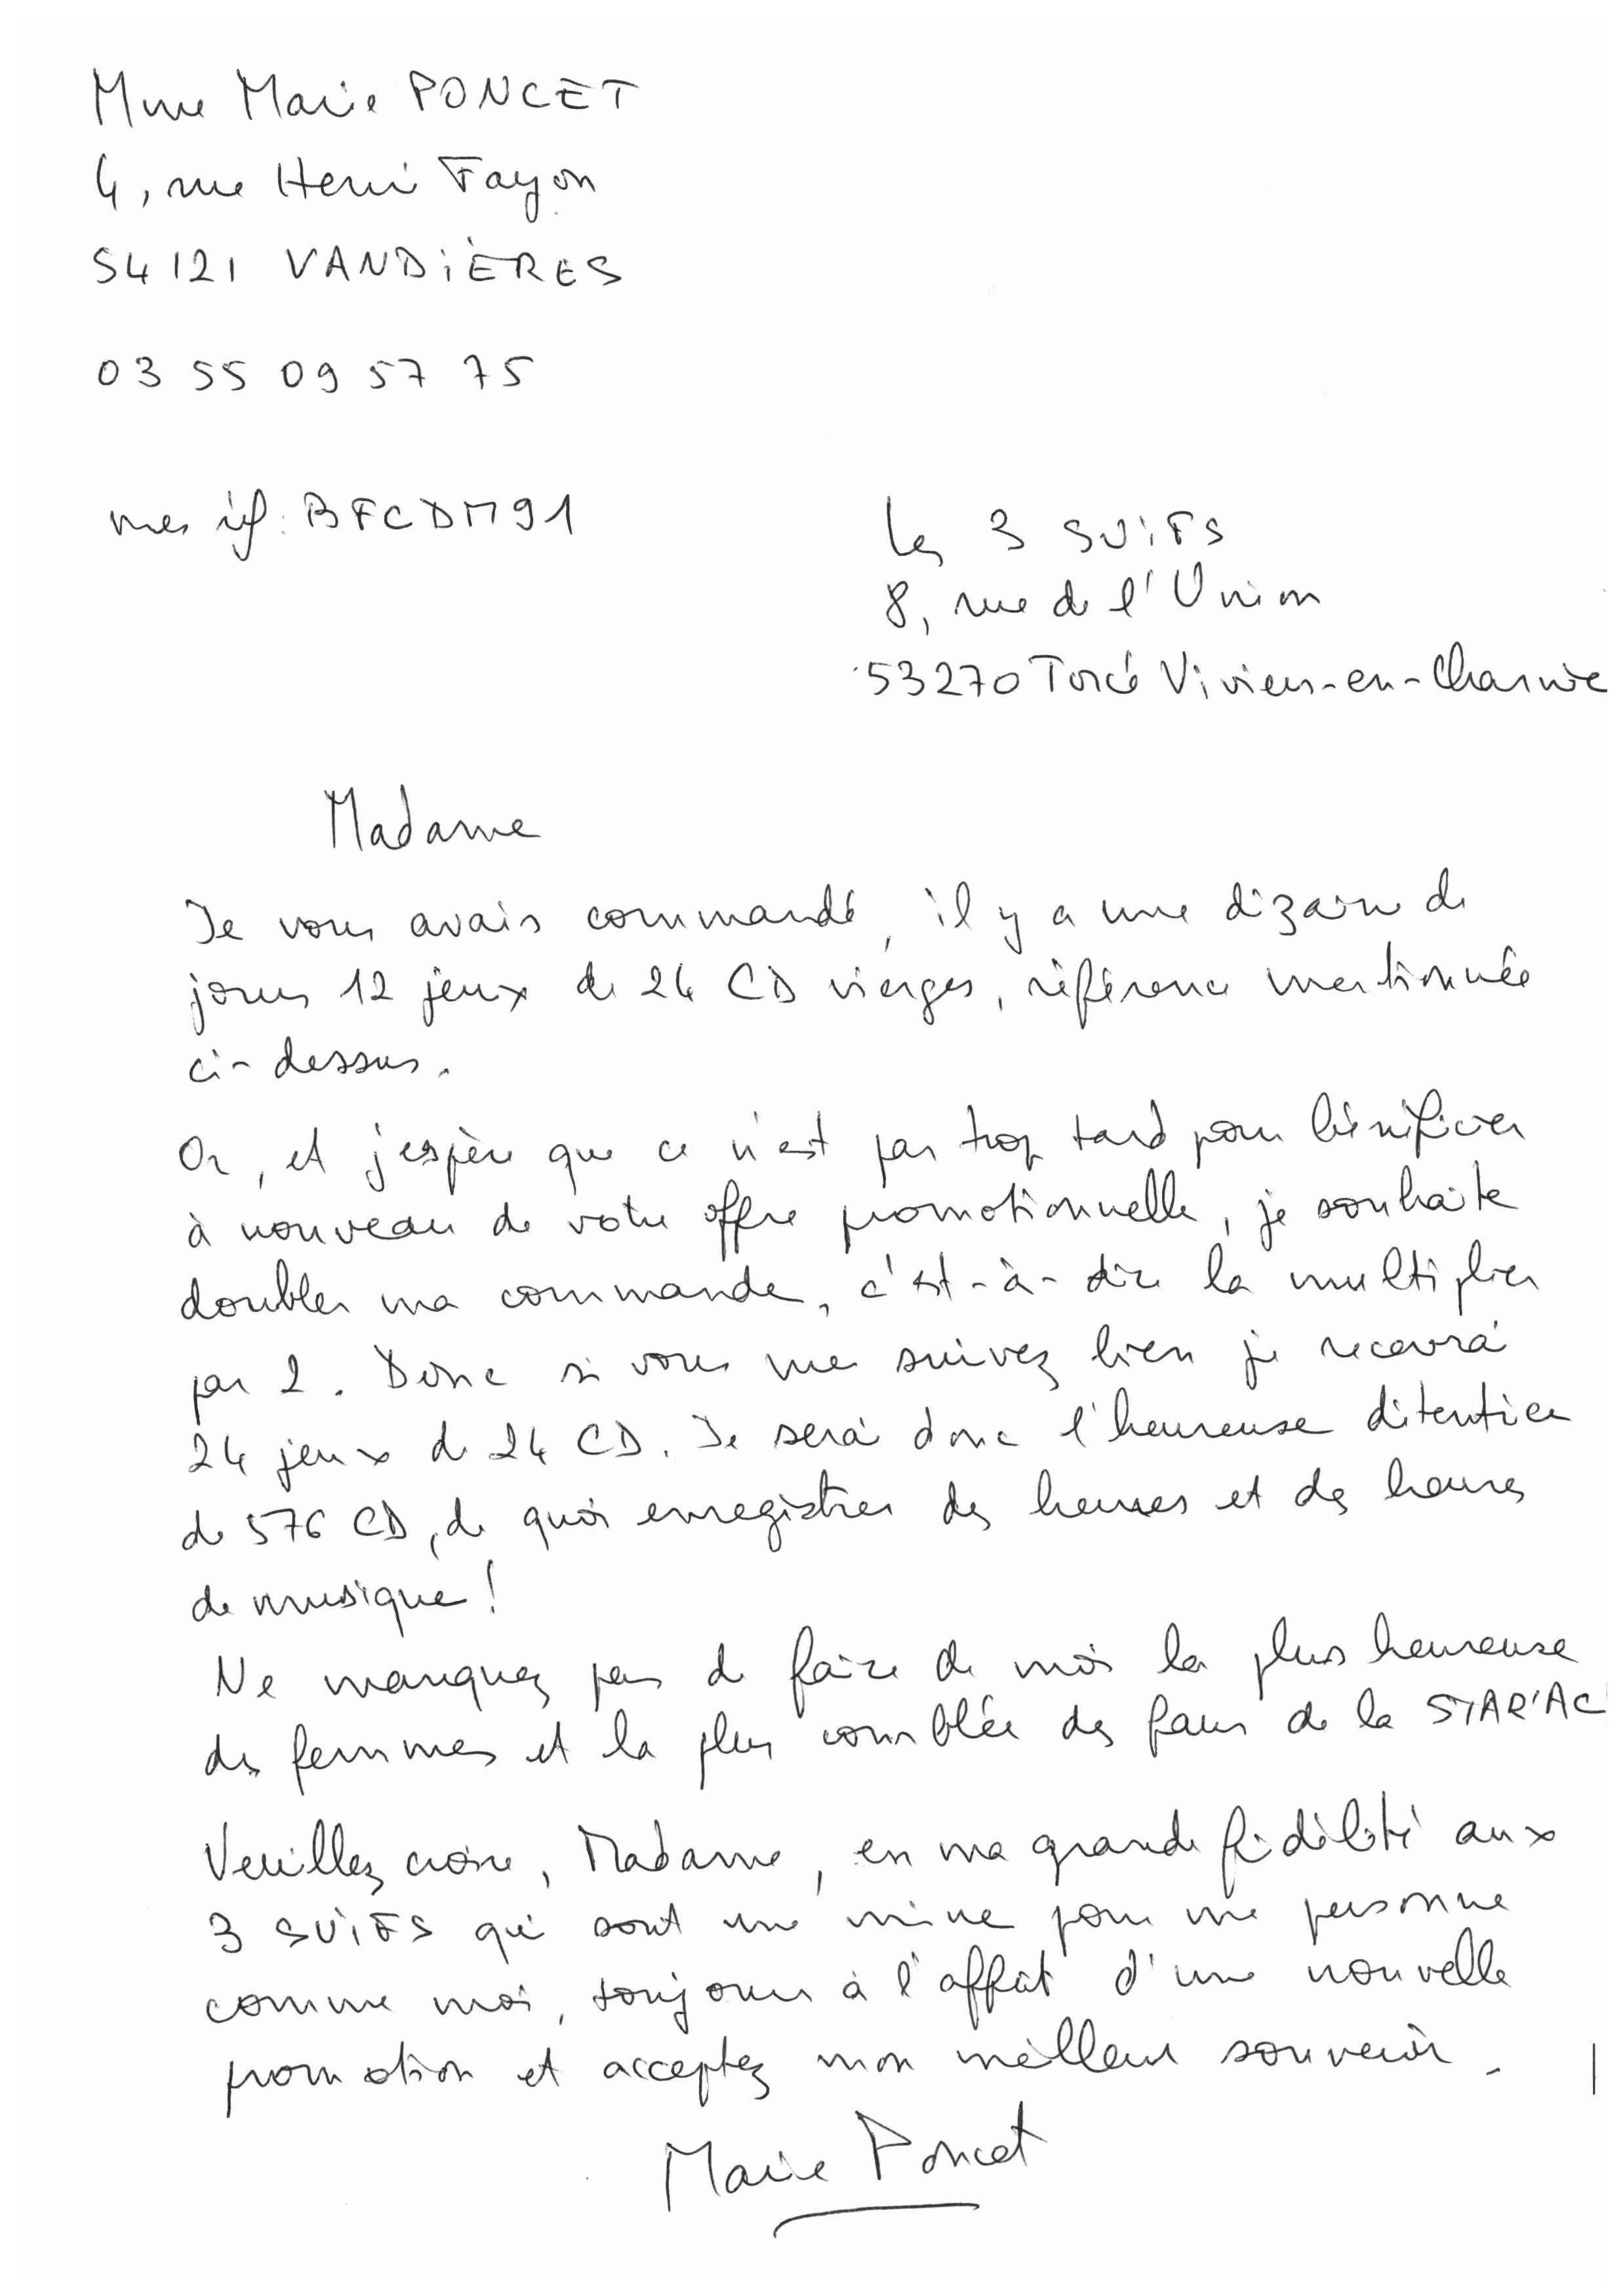 Mme Marie PONCET
4, rue Henri Fayon
54121 VANDIÈRES
03 55 09 57 75
mes réf: BFCDM91
Les 3 SUIFS
8, rue de l'Union
53270 Torcé Viviers-en-Charnie
Madame
Je vous avais commandé, il y a une dizaine de
jours 12 jeux de 24 CD vierges, référence mentionnée
ci-dessus.
Or, et j'espère que ce n'est pas trop tard pour bénéficier
à nouveau de votre offre promotionnelle, je souhaite
doubler ma commande, c'est-à-dire la multiplier
par 2. Donc si vous me suivez bien je recevrai
24 jeux de 24 CD. Je serai donc l'heureuse détentrice
de 576 CD, de quoi enregistrer des heures et des heures
de musique !
Ne manquez pas de faire de moi la plus heureuse
des femmes et la plus comblée des fans de la STAR'AC
Veuillez croire, Madame, en ma grande fidélité aux
3 SUIFS qui sont une mine pour une personne
comme moi, toujours à l'affût d'une nouvelle
promotion et acceptez mon meilleur souvenir.
Marie Poncet